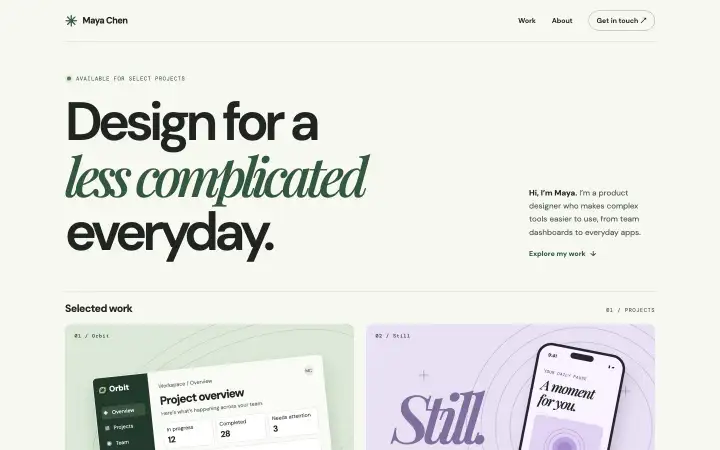 Maya Chen
Work
About
Get in touch ↗
AVAILABLE FOR SELECT PROJECTS
Design for a
less complicated
everyday.
Hi, I'm Maya. I'm a product
designer who makes complex
tools easier to use, from team
dashboards to everyday apps.
Explore my work ↓
Selected work
01 / PROJECTS
01 / Orbit
Orbit
Overview
Projects
Team
Workspace / Overview
MC
Project overview
Here's what's happening across your team.
In progress
12
Completed
28
Needs attention
3
02 / Still
Still.
9:41
YOUR DAILY PAUSE
A moment
for you.